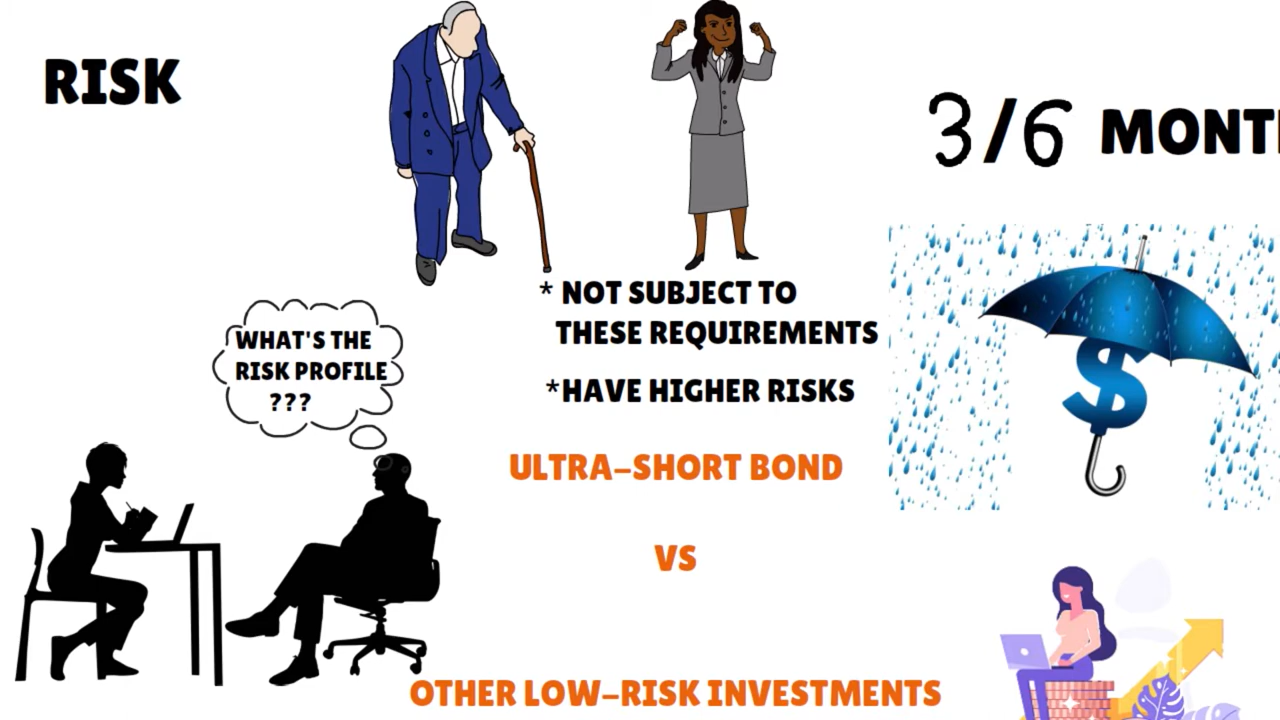 RISK
3/6 MONT
* NOT SUBJECT TO
THESE REQUIREMENTS
*HAVE HIGHER RISKS
WHAT'S THE
RISK PROFILE
???
ULTRA-SHORT BOND
VS
OTHER LOW-RISK INVESTMENTS
$